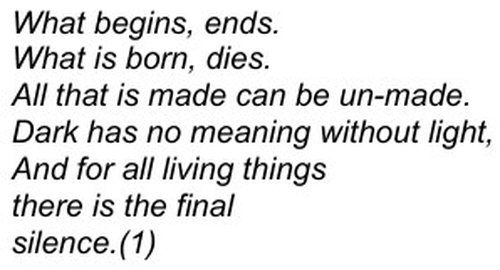 What begins, ends.
What is born, dies.
All that is made can be un-made.
Dark has no meaning without light,
And for all living things
there is the final
silence.(1)